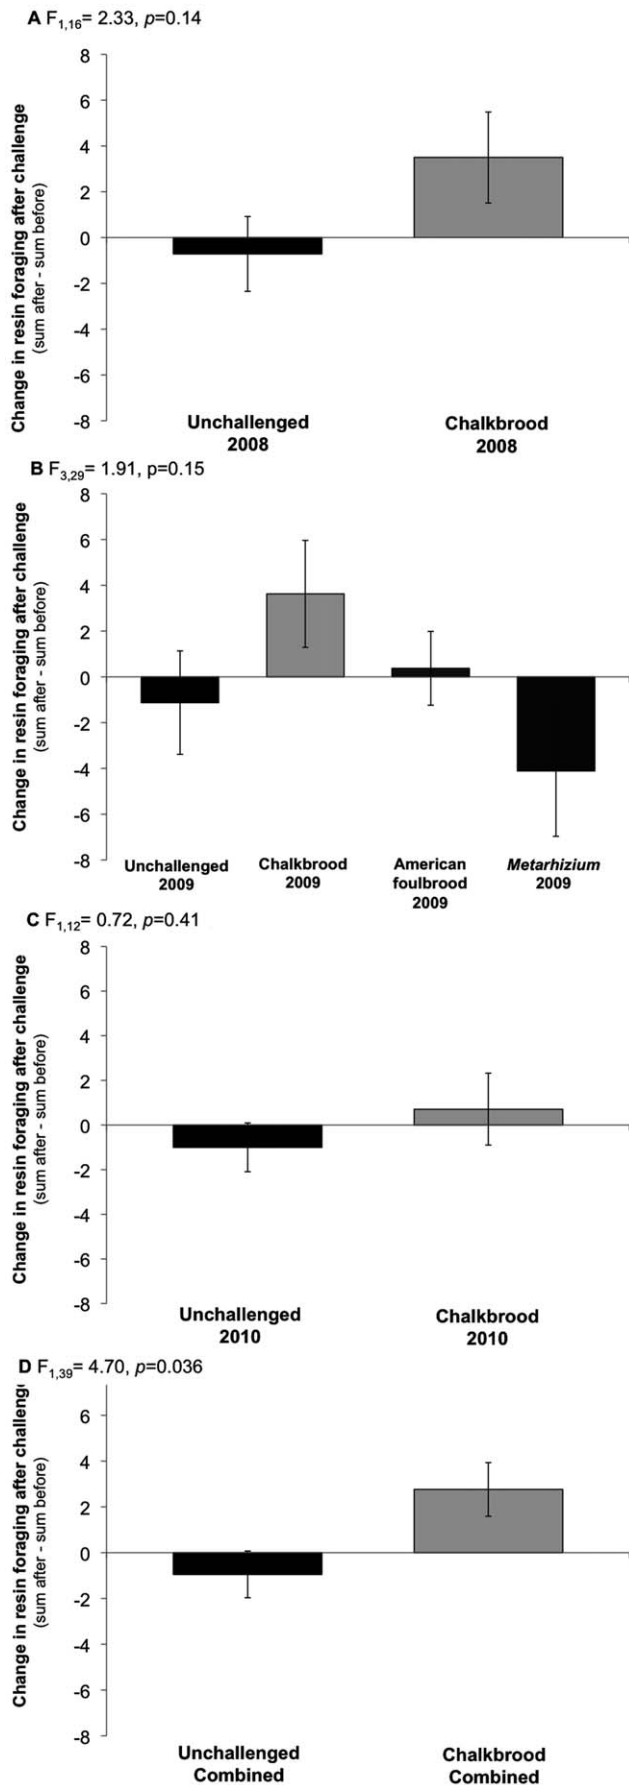 A F1,16= 2.33, p=0.14
Change in resin foraging after challenge
(sum after - sum before)
8
6
4
2
0
-2
-4
-6
-8
Unchallenged
2008
Chalkbrood
2008
B F3,29= 1.91, p=0.15
Change in resin foraging after challenge
(sum after - sum before)
8
6
4
2
0
-2
-4
-6
-8
Unchallenged
2009
Chalkbrood
2009
American
foulbrood
2009
Metarhizium
2009
C F1,12= 0.72, p=0.41
Change in resin foraging after challenge
(sum after - sum before)
8
6
4
2
0
-2
-4
-6
-8
Unchallenged
2010
Chalkbrood
2010
D F1,39= 4.70, p=0.036
Change in resin foraging after challenge
(sum after - sum before)
6
4
2
0
-2
-4
-6
-8
Unchallenged
Combined
Chalkbrood
Combined